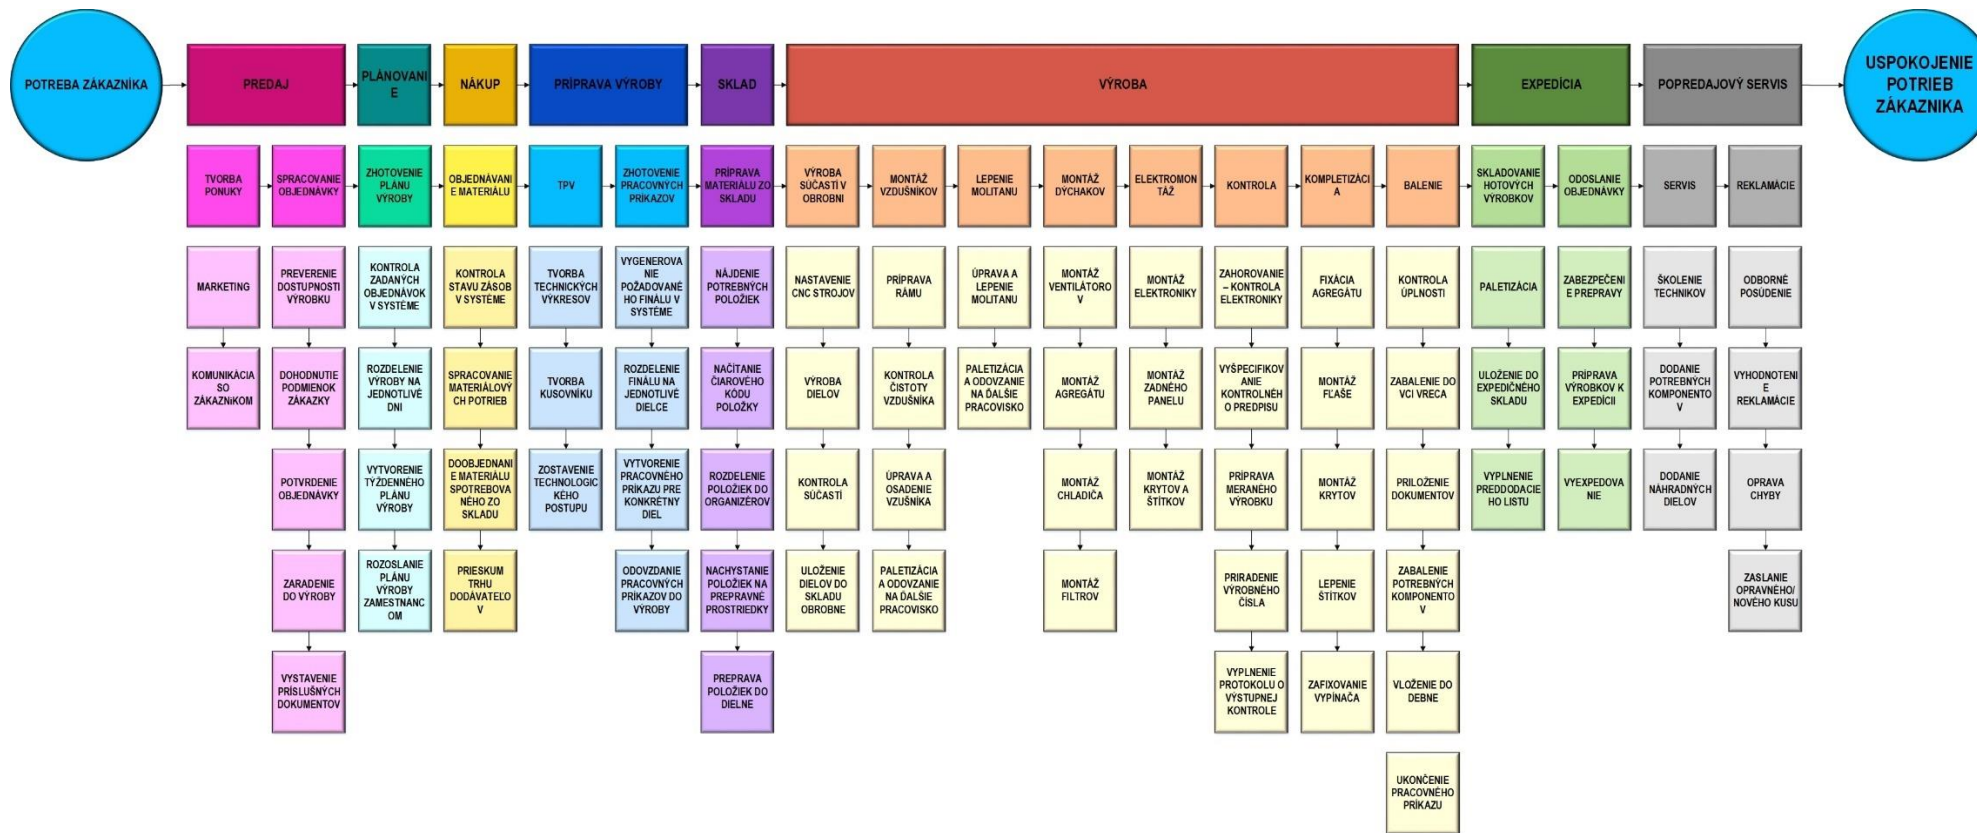 POTREBA ZÁKAZNÍKA
PREDAJ
PLÁNOVANI
E
NÁKUP
PRÍPRAVA VÝROBY
SKLAD
VÝROBA
EXPEDÍCIA
POPREDAJOVÝ SERVIS
USPOKOJENIE
POTRIEB
ZÁKAZNIKA
TVORBA
PONUKY
SPRACOVANIE
OBJEDNÁVKY
ZHOTOVENIE
PLÁNU
VÝROBY
OBJEDNÁVANI
E MATERIÁLU
TPV
ZHOTOVENIE
PRACOVNÝCH
PRÍKAZOV
PRÍPRAVA
MATERIÁLU ZO
SKLADU
VÝROBA
SÚČASTÍ V
OBROBNI
MONTÁŽ
VZDUŠNÍKOV
LEPENIE
MOLITANU
MONTÁŽ
DÝCHAKOV
ELEKTROMON
TÁŽ
KONTROLA
KOMPLETIZÁCI
A
BALENIE
SKLADOVANIE
HOTOVÝCH
VÝROBKOV
ODOSLANIE
OBJEDNÁVKY
SERVIS
REKLAMÁCIE
MARKETING
PREVERENIE
DOSTUPNOSTI
VÝROBKU
KONTROLA
ZADANÝCH
OBJEDNÁVOK
V SYSTÉME
KONTROLA
STAVU ZÁSOB
V SYSTÉME
TVORBA
TECHNICKÝCH
VÝKRESOV
VYGENEROVA
NIE
POŽADOVANÉ
HO FINÁLU V
SYSTÉME
NÁJDENIE
POTREBNÝCH
POLOŽIEK
NASTAVENIE
CNC STROJOV
PRÍPRAVA
RÁMU
ÚPRAVA A
LEPENIE
MOLITANU
MONTÁŽ
VENTILÁTORO
V
MONTÁŽ
ELEKTRONIKY
ZAHOROVANIE
– KONTROLA
ELEKTRONIKY
FIXÁCIA
AGREGÁTU
KONTROLA
ÚPLNOSTI
PALETIZÁCIA
ZABEZPEČENI
E PREPRAVY
ŠKOLENIE
TECHNIKOV
ODBORNÉ
POSÚDENIE
KOMUNIKÁCIA
SO
ZÁKAZNíKOM
DOHODNUTIE
PODMIENOK
ZÁKAZKY
ROZDELENIE
VÝROBY NA
JEDNOTLIVÉ
DNI
SPRACOVANIE
MATERIÁLOVÝ
CH POTRIEB
TVORBA
KUSOVNÍKU
ROZDELENIE
FINÁLU NA
JEDNOTLIVÉ
DIELCE
NAČÍTANIE
ČIAROVÉHO
KÓDU
POLOŽKY
VÝROBA
DIELOV
KONTROLA
ČISTOTY
VZDUŠNÍKA
PALETIZÁCIA
A ODOVZANIE
NA ĎALŠIE
PRACOVISKO
MONTÁŽ
AGREGÁTU
MONTÁŽ
ZADNÉHO
PANELU
VYŠPECIFIKOV
ANIE
KONTROLNÉH
O PREDPISU
MONTÁŽ
FĽAŠE
ZABALENIE DO
VCI VRECA
ULOŽENIE DO
EXPEDIČNÉHO
SKLADU
PRÍPRAVA
VÝROBKOV K
EXPEDÍCII
DODANIE
POTREBNÝCH
KOMPONENTO
V
VYHODNOTENI
E
REKLAMÁCIE
POTVRDENIE
OBJEDNÁVKY
VYTVORENIE
TÝŽDENNÉHO
PLÁNU
VÝROBY
DOOBJEDNANI
E MATERIÁLU
SPOTREBOVA
NÉHO ZO
SKLADU
ZOSTAVENIE
TECHNOLOGIC
KÉHO
POSTUPU
VYTVORENIE
PRACOVNÉHO
PRÍKAZU PRE
KONKRÉTNY
DIEL
ROZDELENIE
POLOŽIEK DO
ORGANIZÉROV
KONTROLA
SÚČASTÍ
ÚPRAVA A
OSADENIE
VZUŠNÍKA
MONTÁŽ
CHLADIČA
MONTÁŽ
KRYTOV A
ŠTÍTKOV
PRÍPRAVA
MERANÉHO
VÝROBKU
MONTÁŽ
KRYTOV
PRILOŽENIE
DOKUMENTOV
VYPLNENIE
PREDDODACIE
HO LISTU
VYEXPEDOVA
NIE
DODANIE
NÁHRADNÝCH
DIELOV
OPRAVA
CHYBY
ZARADENIE
DO VÝROBY
ROZOSLANIE
PLÁNU
VÝROBY
ZAMESTNANC
OM
PRIESKUM
TRHU
DODÁVATEĽO
V
ODOVZDANIE
PRACOVNÝCH
PRÍKAZOV DO
VÝROBY
NACHYSTANIE
POLOŽIEK NA
PREPRAVNÉ
PROSTRIEDKY
ULOŽENIE
DIELOV DO
SKLADU
OBROBNE
PALETIZÁCIA
A ODOVZANIE
NA ĎALŠIE
PRACOVISKO
MONTÁŽ
FILTROV
PRIRADENIE
VÝROBNÉHO
ČÍSLA
LEPENIE
ŠTÍTKOV
ZABALENIE
POTREBNÝCH
KOMPONENTO
V
ZASLANIE
OPRAVNÉHO/
NOVÉHO KUSU
VYSTAVENIE
PRÍSLUŠNÝCH
DOKUMENTOV
PREPRAVA
POLOŽIEK DO
DIELNE
VYPLNENIE
PROTOKOLU O
VÝSTUPNEJ
KONTROLE
ZAFIXOVANIE
VYPÍNAČA
VLOŽENIE DO
DEBNE
UKONČENIE
PRACOVNÉHO
PRÍKAZU